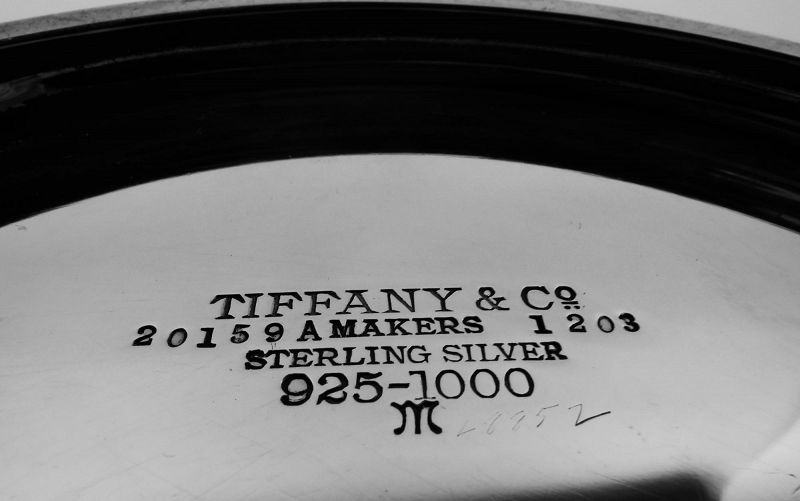 TIFFANY & Co
20159 A MAKERS 1203
STERLING SILVER
925-1000
M